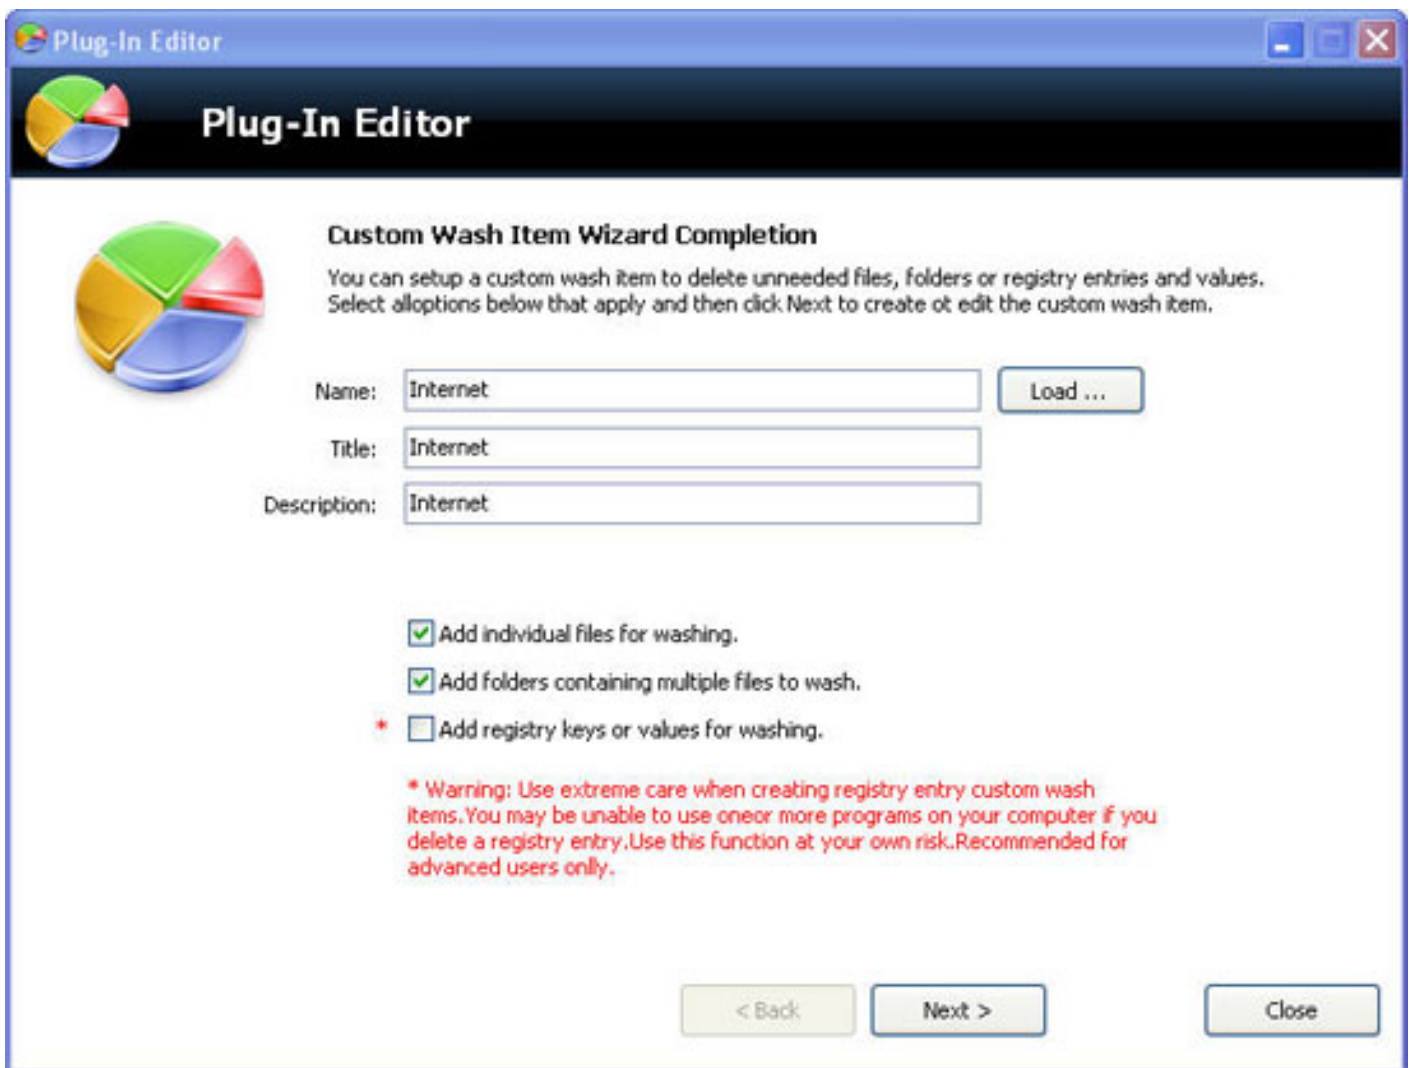 Plug-In Editor
Plug-In Editor
Custom Wash Item Wizard Completion
You can setup a custom wash item to delete unneeded files, folders or registry entries and values.
Select alloptions below that apply and then click Next to create ot edit the custom wash item.
Name: Internet Load ...
Title: Internet
Description: Internet
Add individual files for washing.
Add folders containing multiple files to wash.
* Add registry keys or values for washing.
* Warning: Use extreme care when creating registry entry custom wash
items.You may be unable to use oneor more programs on your computer if you
delete a registry entry.Use this function at your own risk.Recommended for
advanced users onlly.
< Back Next > Close